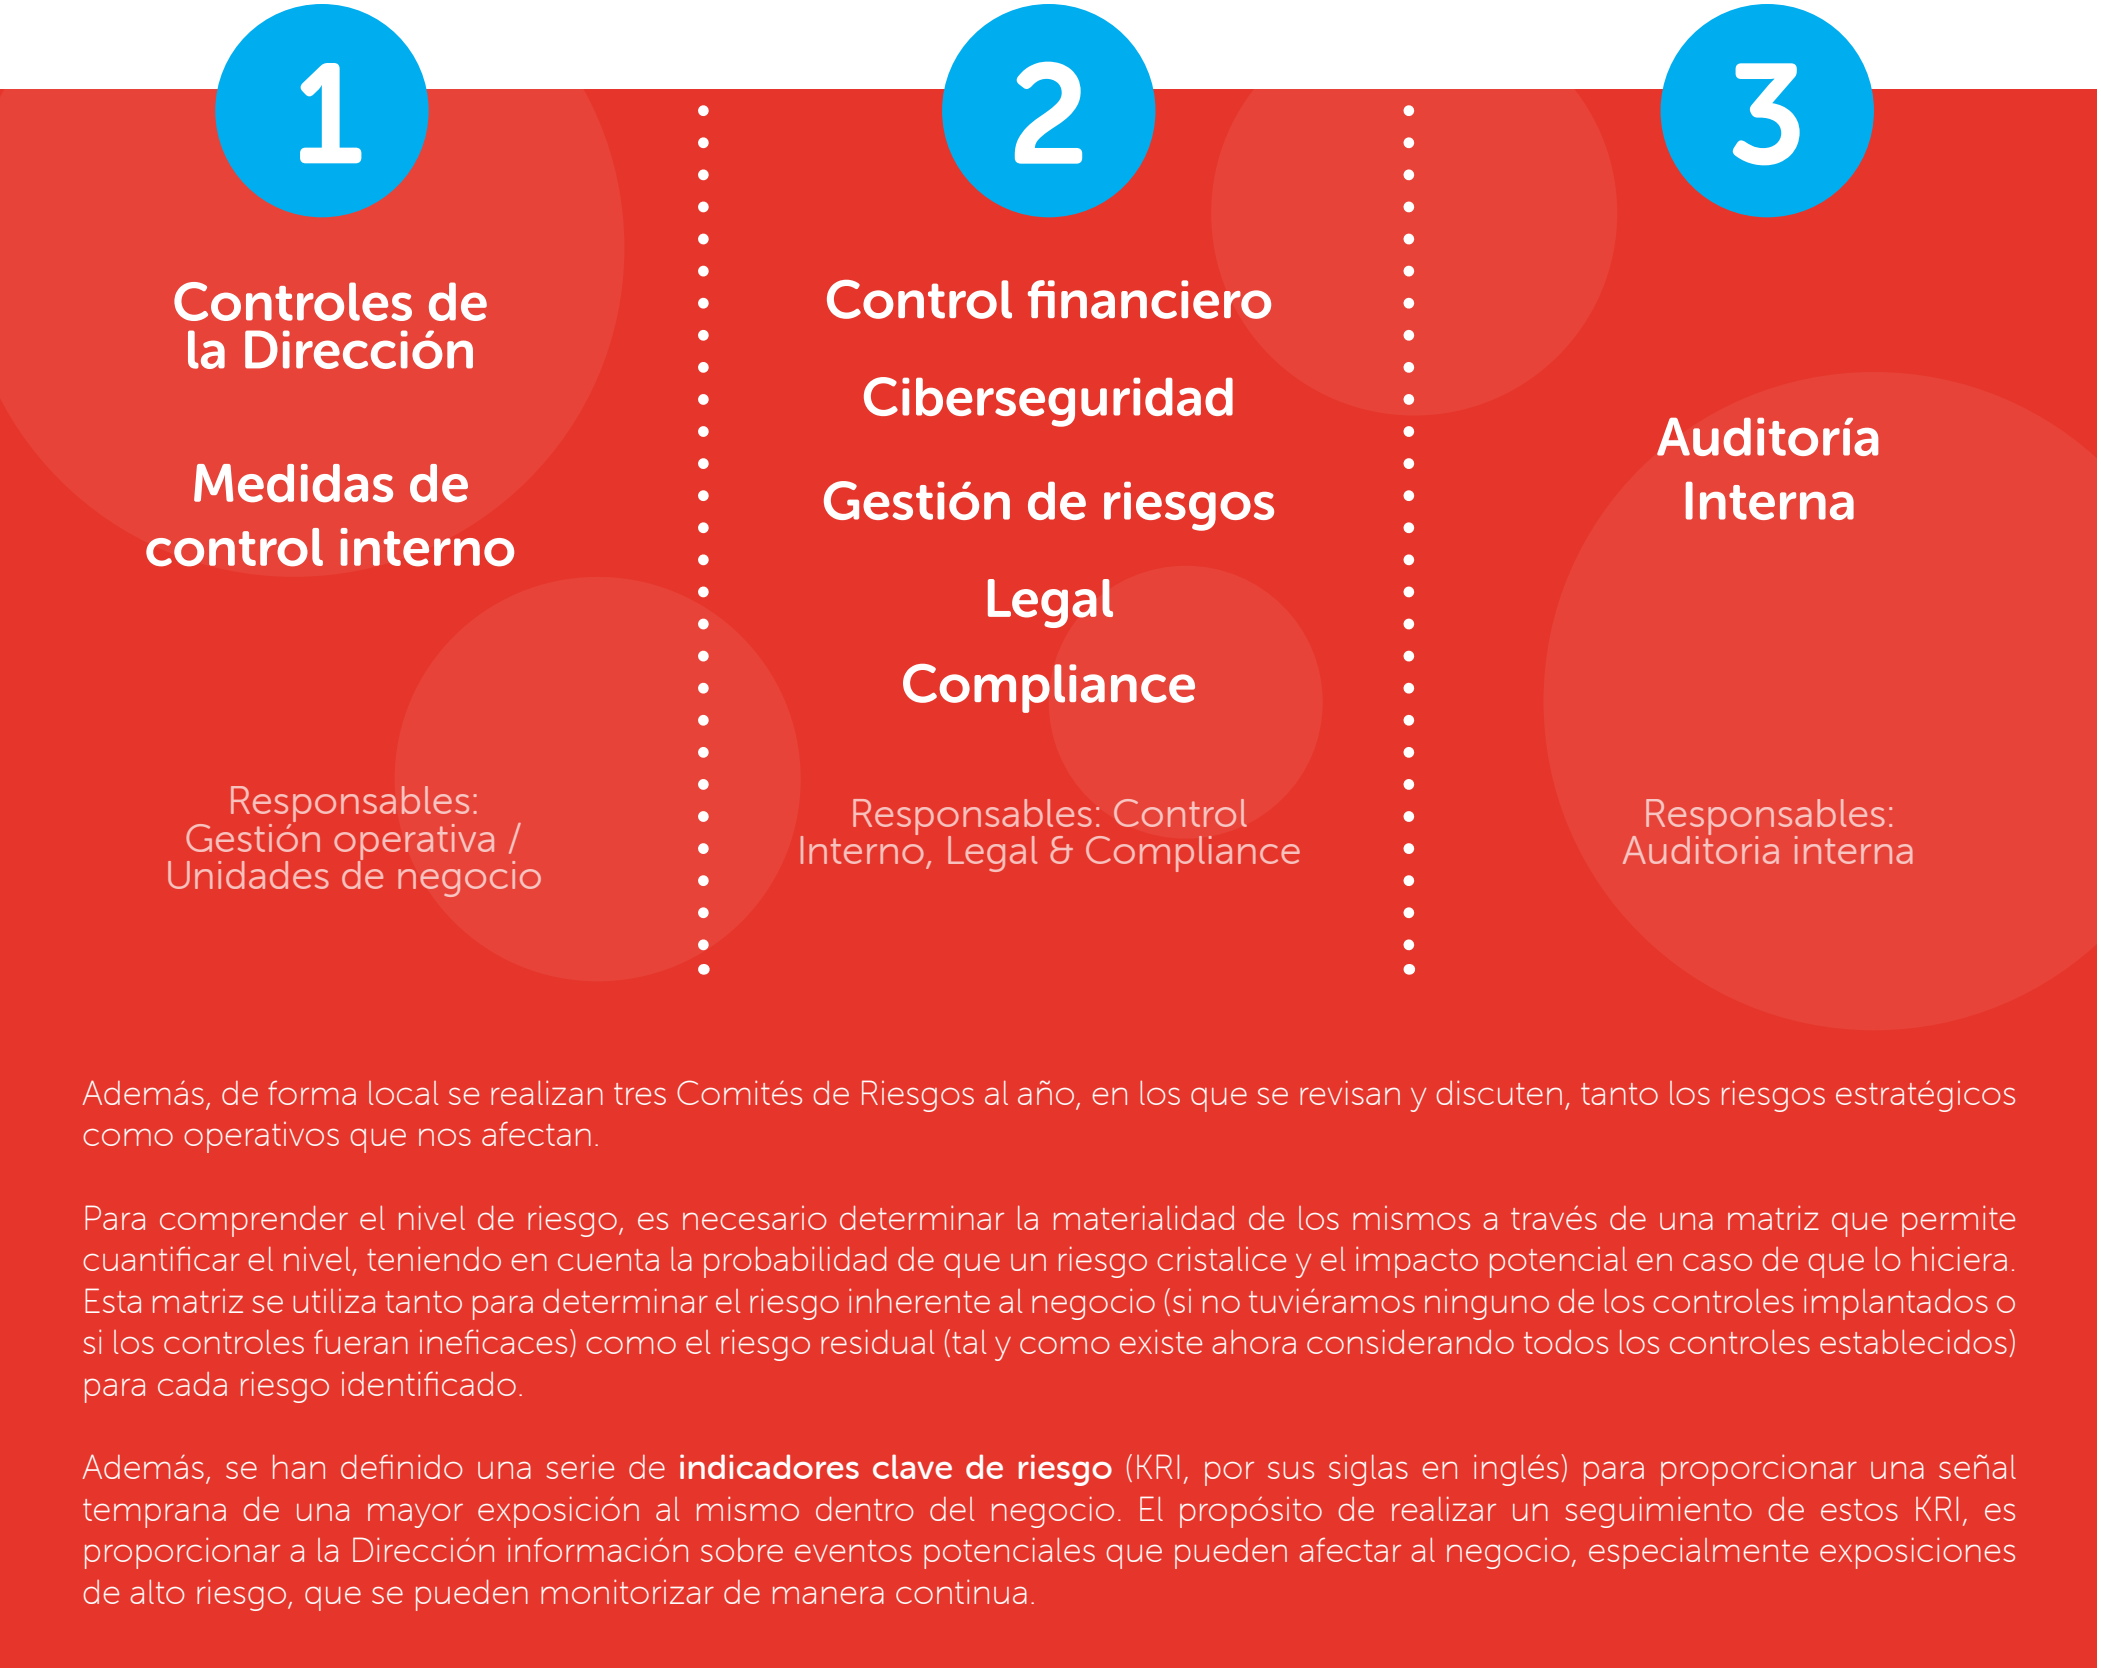 1
Controles de
la Dirección
Medidas de
control interno
Responsables:
Gestión operativa /
Unidades de negocio
2
Control financiero
Ciberseguridad
Gestión de riesgos
Legal
Compliance
Responsables: Control
Interno, Legal & Compliance
3
Auditoría
Interna
Responsables:
Auditoria interna
Además, de forma local se realizan tres Comités de Riesgos al año, en los que se revisan y discuten, tanto los riesgos estratégicos
como operativos que nos afectan.
Para comprender el nivel de riesgo, es necesario determinar la materialidad de los mismos a través de una matriz que permite
cuantificar el nivel, teniendo en cuenta la probabilidad de que un riesgo cristalice y el impacto potencial en caso de que lo hiciera.
Esta matriz se utiliza tanto para determinar el riesgo inherente al negocio (si no tuviéramos ninguno de los controles implantados o
si los controles fueran ineficaces) como el riesgo residual (tal y como existe ahora considerando todos los controles establecidos)
para cada riesgo identificado.
Además, se han definido una serie de indicadores clave de riesgo (KRI, por sus siglas en inglés) para proporcionar una señal
temprana de una mayor exposición al mismo dentro del negocio. El propósito de realizar un seguimiento de estos KRI, es
proporcionar a la Dirección información sobre eventos potenciales que pueden afectar al negocio, especialmente exposiciones
de alto riesgo, que se pueden monitorizar de manera continua.